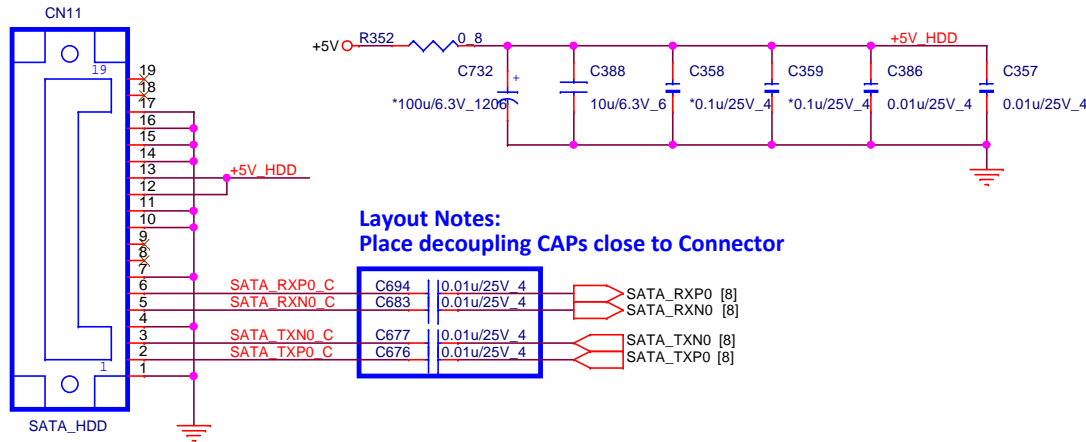 CN11
19
19
18
17
16
15
14
13
12
11
10
9
8
7
6
5
4
3
2
1
1
SATA_HDD
+5V_HDD
+5V
R352 0_8
+5V_HDD
C732
+
*100u/6.3V_1206
C388
10u/6.3V_6
C358
*0.1u/25V_4
C359
*0.1u/25V_4
C386
0.01u/25V_4
C357
0.01u/25V_4
Layout Notes:
Place decoupling CAPs close to Connector
SATA_RXP0_C C694 0.01u/25V_4 SATA_RXP0 [8]
SATA_RXN0_C C683 0.01u/25V_4 SATA_RXN0 [8]
SATA_TXN0_C C677 0.01u/25V_4 SATA_TXN0 [8]
SATA_TXP0_C C676 0.01u/25V_4 SATA_TXP0 [8]